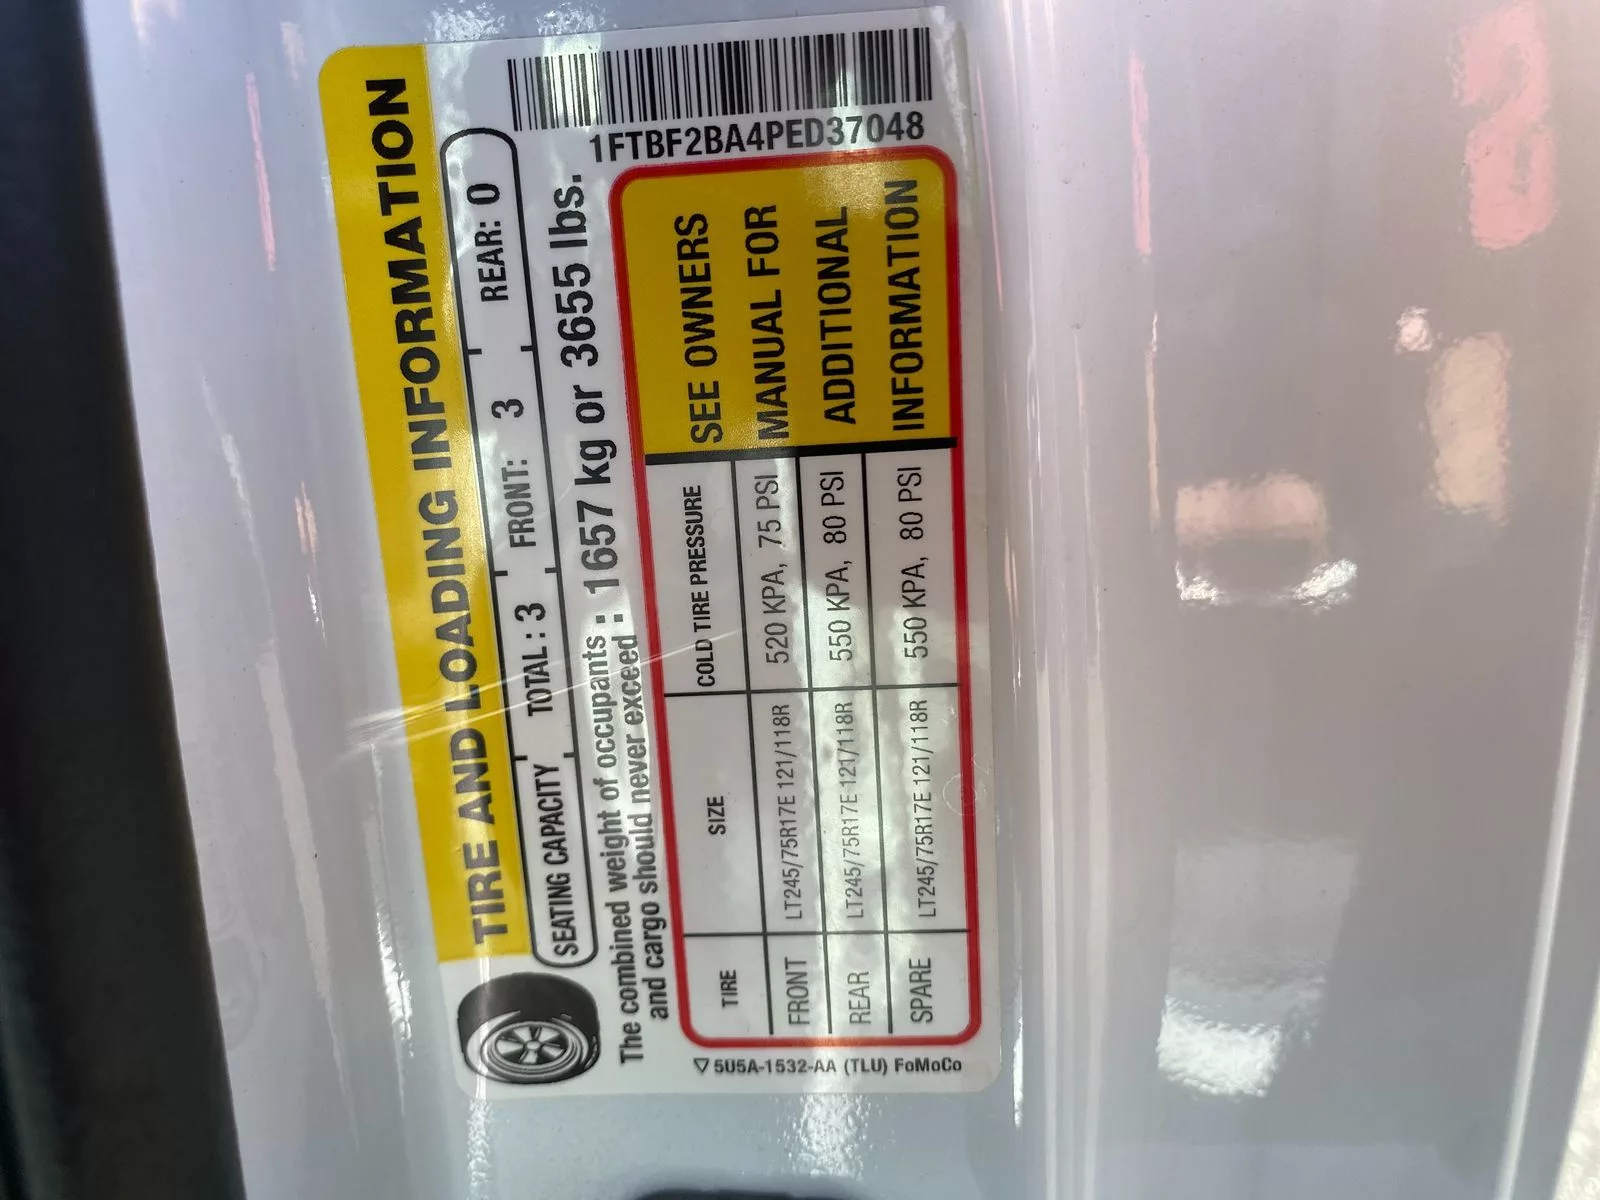 TIRE AND LOADING INFORMATION
SEATING CAPACITY TOTAL : 3 FRONT: 3 REAR: 0
The combined weight of occupants : 1657 kg or 3655 lbs.
and cargo should never exceed :
1FTBF2BA4PED37048
TIRE SIZE COLD TIRE PRESSURE
FRONT LT245/75R17E 121/118R 520 KPA, 75 PSI
REAR LT245/75R17E 121/118R 550 KPA, 80 PSI
SPARE LT245/75R17E 121/118R 550 KPA, 80 PSI
SEE OWNERS
MANUAL FOR
ADDITIONAL
INFORMATION
5U5A-1532-AA (TLU) FoMoCo